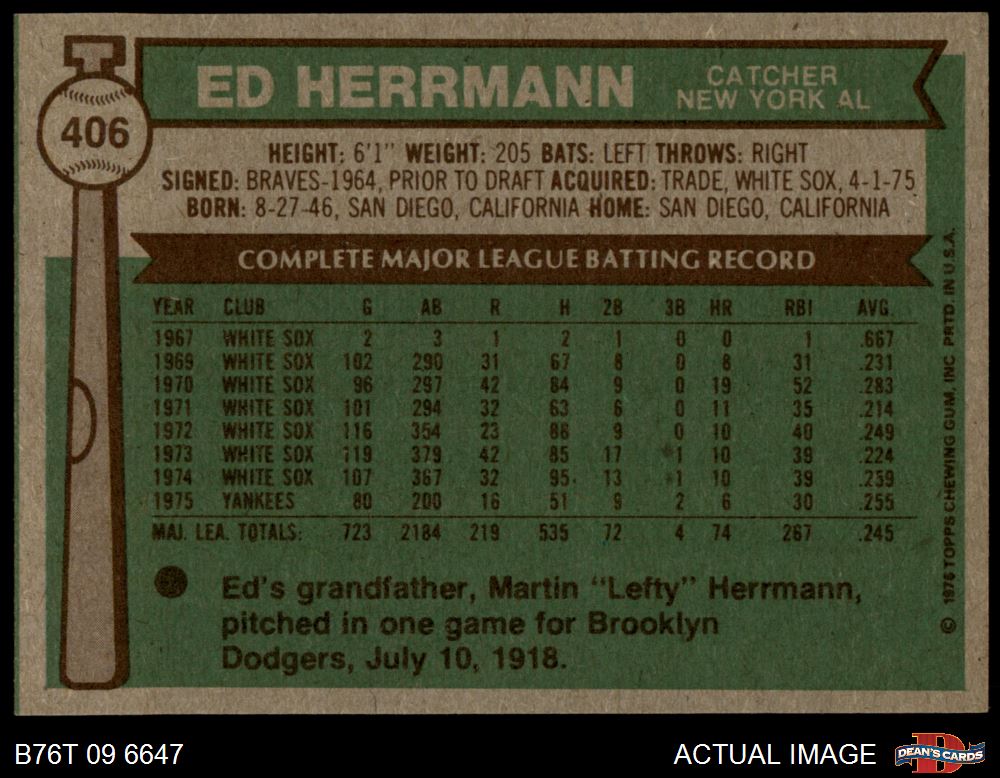 406
ED HERRMANN
CATCHER
NEW YORK AL
HEIGHT: 6'1" WEIGHT: 205 BATS: LEFT THROWS: RIGHT
SIGNED: BRAVES-1964, PRIOR TO DRAFT ACQUIRED: TRADE, WHITE SOX, 4-1-75
BORN: 8-27-46, SAN DIEGO, CALIFORNIA HOME: SAN DIEGO, CALIFORNIA
COMPLETE MAJOR LEAGUE BATTING RECORD
YEAR CLUB G AB R H 2B 3B HR RBI AVG.
1967 WHITE SOX 2 3 1 2 1 0 0 1 .667
1969 WHITE SOX 102 290 31 67 8 0 8 31 .231
1970 WHITE SOX 96 297 42 84 9 0 19 52 .283
1971 WHITE SOX 101 294 32 63 6 0 11 35 .214
1972 WHITE SOX 116 354 23 88 9 0 10 40 .249
1973 WHITE SOX 119 379 42 85 17 1 10 39 .224
1974 WHITE SOX 107 367 32 95 13 1 10 39 .259
1975 YANKEES 80 200 16 51 9 2 6 30 .255
MAJ. LEA. TOTALS: 723 2184 219 535 72 4 74 267 .245
Ed's grandfather, Martin "Lefty" Herrmann,
pitched in one game for Brooklyn
Dodgers, July 10, 1918.
© 1976 TOPPS CHEWING GUM, INC. PRTD. IN U.S.A.
B76T 09 6647
ACTUAL IMAGE
DEAN'S CARDS